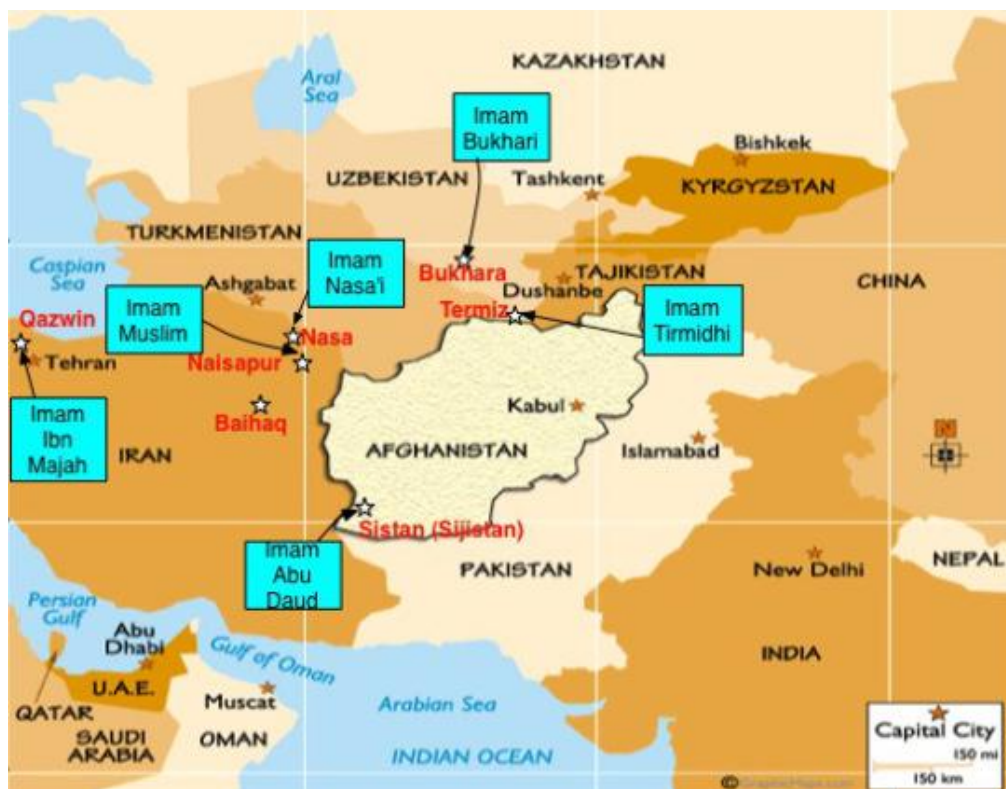 KAZAKHSTAN
Aral
Sea
Imam
Bukhari
Bishkek
UZBEKISTAN
Tashkent
KYRGYZSTAN
TURKMENISTAN
Imam
Nasa'i
Caspian
Sea
Ashgabat
Bukhara
TAJIKISTAN
CHINA
Dushanbe
Imam
Muslim
Qazwin
Termiz
Imam
Tirmidhi
Nasa
Naisapur
Tehran
Baihaq
Kabul
Imam
Ibn
Majah
IRAN
AFGHANISTAN
Islamabad
N
Sistan (Sijistan)
Imam
Abu
Daud
PAKISTAN
New Delhi
NEPAL
Persian
Gulf
Abu
Dhabi
Gulf of Oman
INDIA
U.A.E.
Muscat
Arabian Sea
QATAR
SAUDI
ARABIA
OMAN
INDIAN OCEAN
Capital City
150 mi
150 km
© GraphicMaps.com